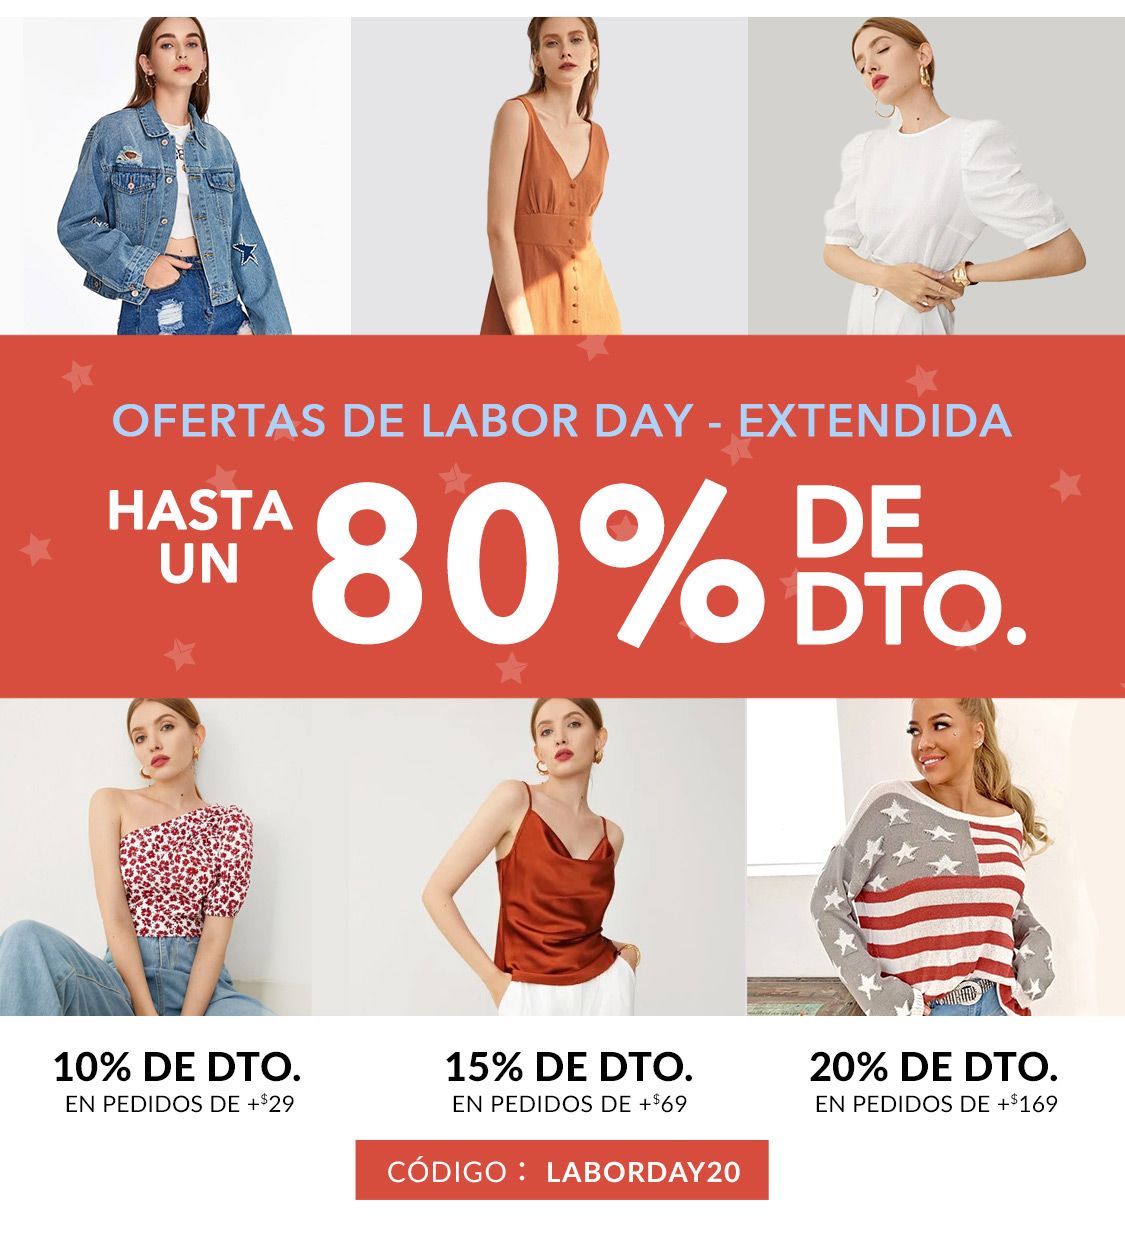 OFERTAS DE LABOR DAY - EXTENDIDA
HASTA
UN
80%
DE
DTO.
10% DE DTO.
EN PEDIDOS DE +$29
15% DE DTO.
EN PEDIDOS DE +$69
20% DE DTO.
EN PEDIDOS DE +$169
CÓDIGO： LABORDAY20